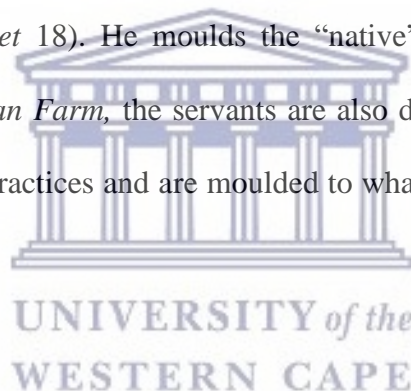 et 18). He moulds the “native”
an Farm, the servants are also d
ractices and are moulded to wha
UNIVERSITY of the
WESTERN CAPE